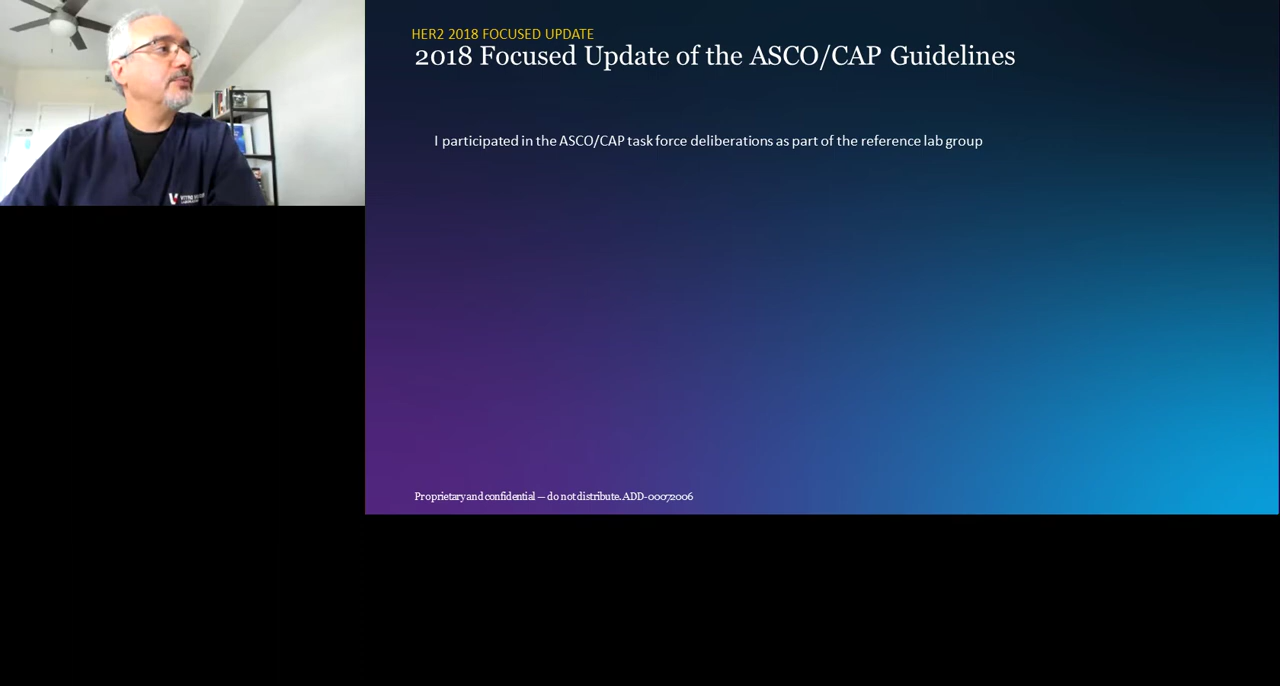 HER2 2018 FOCUSED UPDATE
2018 Focused Update of the ASCO/CAP Guidelines
I participated in the ASCO/CAP task force deliberations as part of the reference lab group
Proprietary and confidential — do not distribute. ADD-00072006